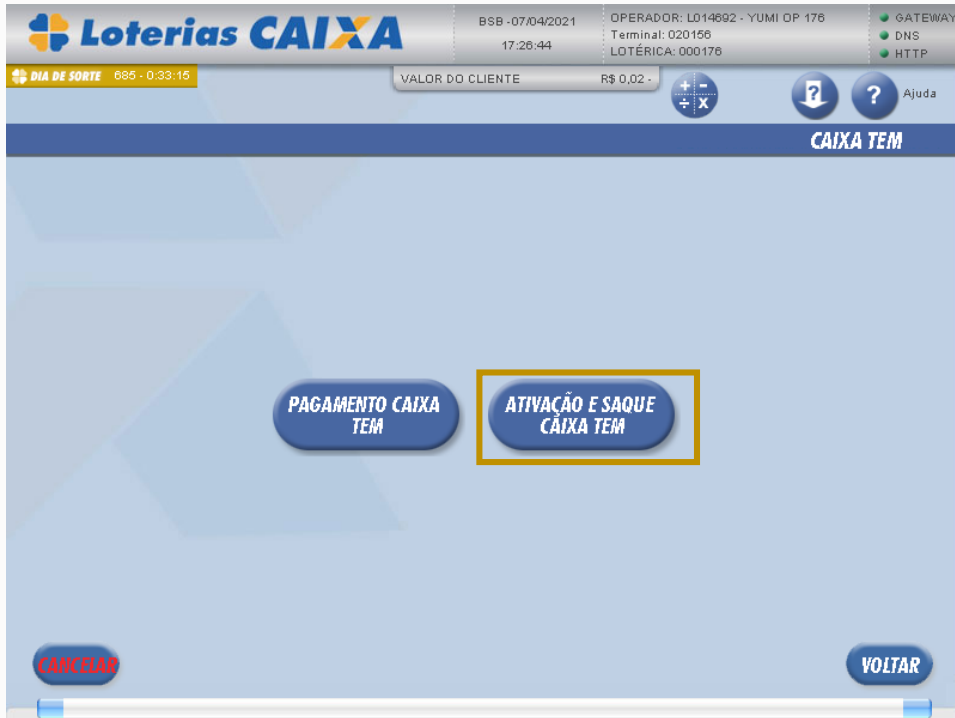 Loterias CAIXA
BSB - 07/04/2021
17:26:44
OPERADOR: L014692 - YUMI OP 176
Terminal: 020156
LOTÉRICA: 000176
GATEWAY
DNS
HTTP
DIA DE SORTE 685 - 0:33:15
VALOR DO CLIENTE R$ 0,02 -
+ -
÷ x
?
? Ajuda
CAIXA TEM
PAGAMENTO CAIXA
TEM
ATIVAÇÃO E SAQUE
CAIXA TEM
CANCELAR
VOLTAR